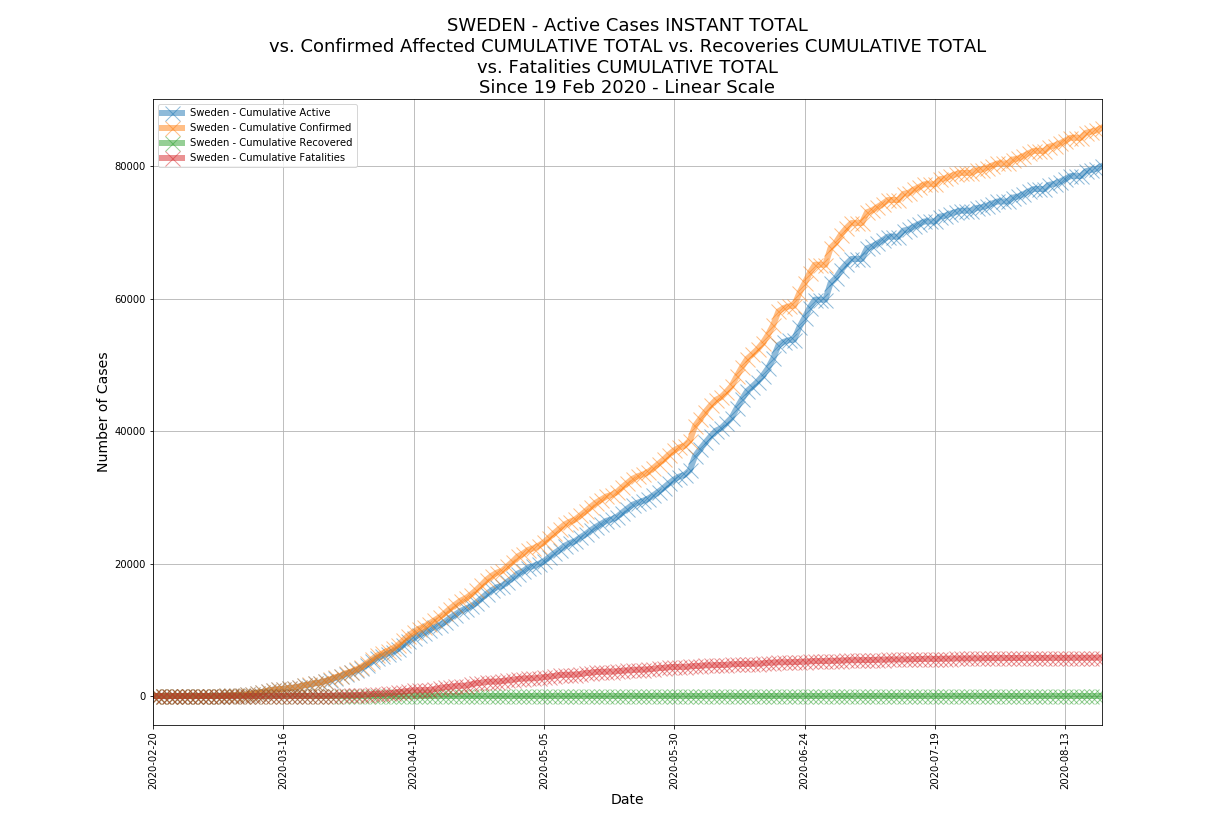 SWEDEN - Active Cases INSTANT TOTAL
vs. Confirmed Affected CUMULATIVE TOTAL vs. Recoveries CUMULATIVE TOTAL
vs. Fatalities CUMULATIVE TOTAL
Since 19 Feb 2020 - Linear Scale
Sweden - Cumulative Active
Sweden - Cumulative Confirmed
Sweden - Cumulative Recovered
Sweden - Cumulative Fatalities
Number of Cases
80000
60000
40000
20000
0
2020-02-20
2020-03-16
2020-04-10
2020-05-05
2020-05-30
2020-06-24
2020-07-19
2020-08-13
Date